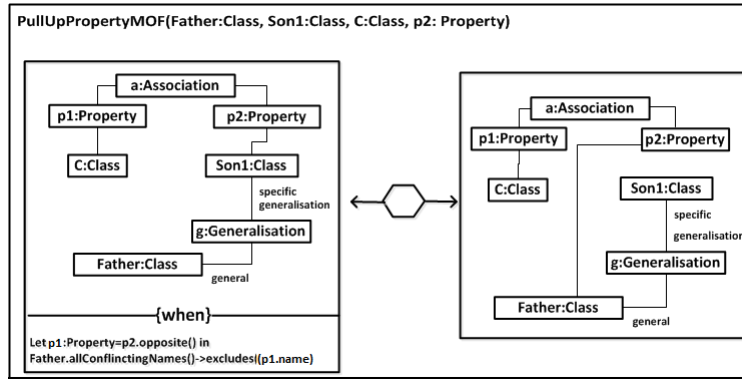 PullUpPropertyMOF(Father:Class, Son1:Class, C:Class, p2: Property)
a:Association
p1:Property
p2:Property
C:Class
Son1:Class
specific
generalisation
g:Generalisation
Father:Class
general
{when}
Let p1:Property=p2.opposite() in
Father.allConflinctingNames()->excludes((p1.name)
a:Association
p1:Property
p2:Property
C:Class
Son1:Class
specific
generalisation
g:Generalisation
Father:Class
general